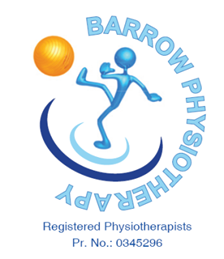 BARROW PHYSIOTHERAPY
Registered Physiotherapists
Pr. No.: 0345296